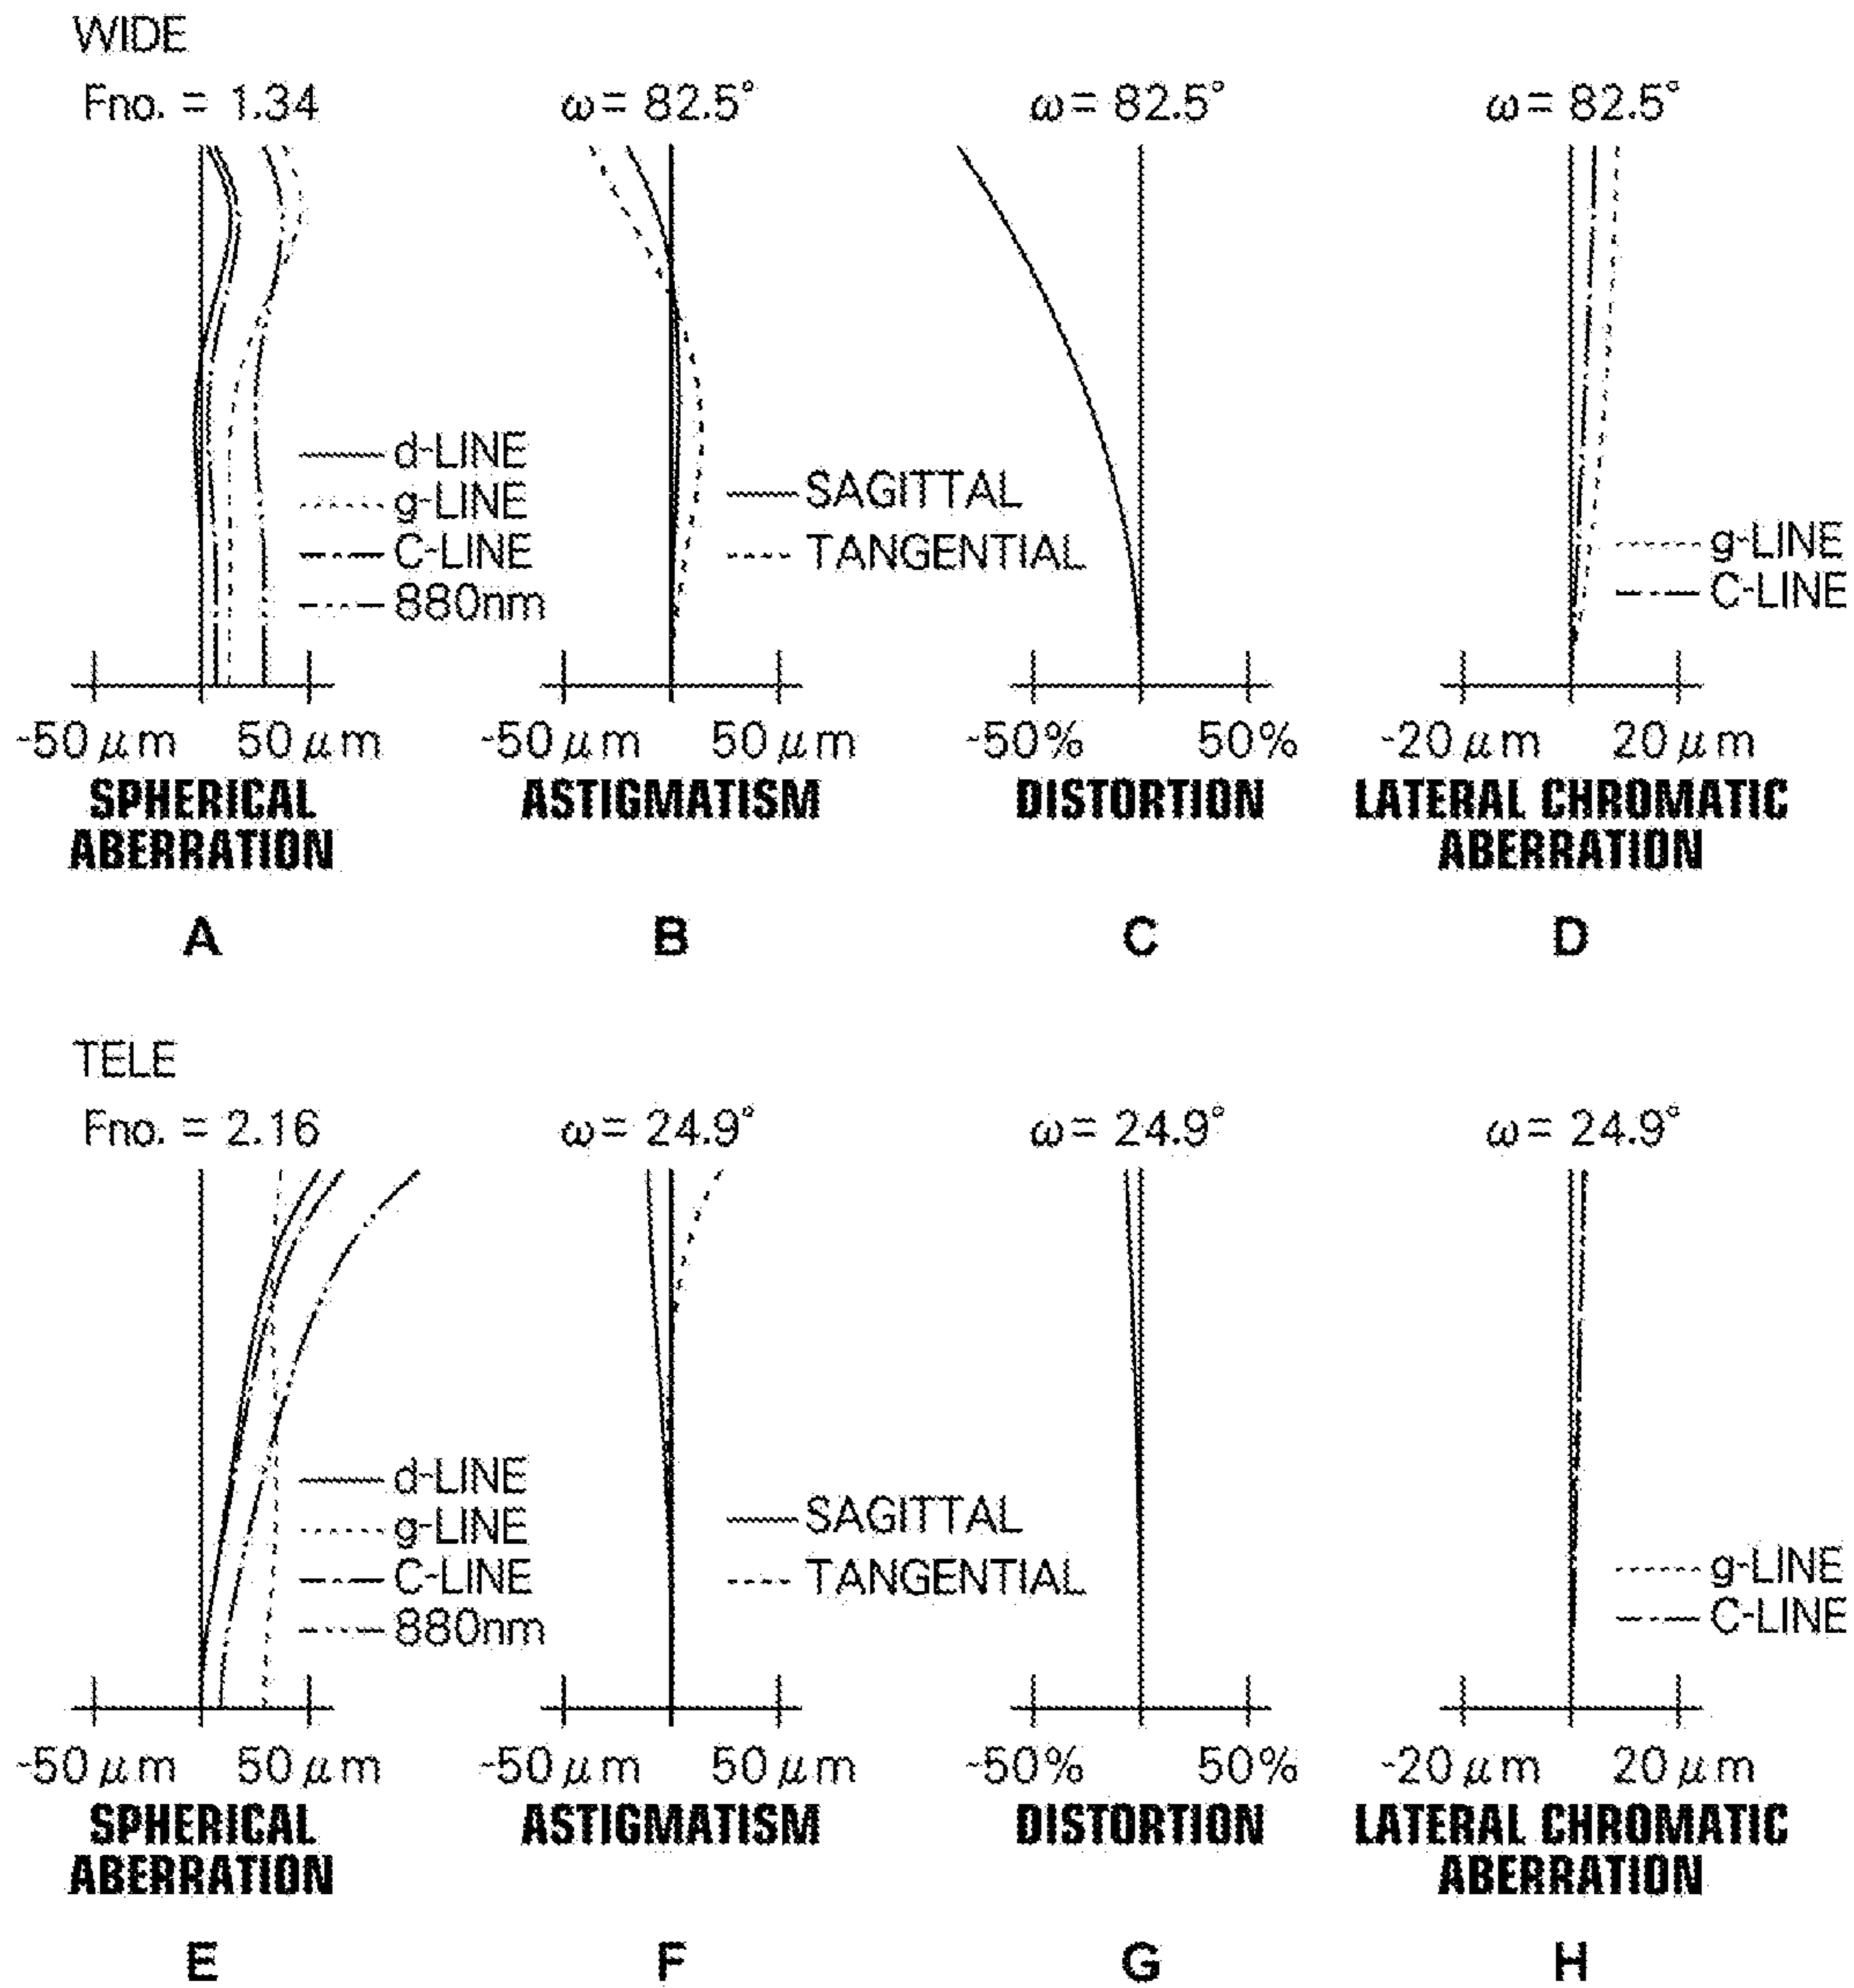 WIDE
Fno. = 1.34
ω= 82.5°
ω= 82.5°
ω= 82.5°
d-LINE
g-LINE
C-LINE
880nm
SAGITTAL
TANGENTIAL
g-LINE
C-LINE
-50μm 50μm
-50μm 50μm
-50% 50%
-20μm 20μm
SPHERICAL
ABERRATION
ASTIGMATISM
DISTORTION
LATERAL CHROMATIC
ABERRATION
A
B
C
D
TELE
Fno. = 2.16
ω= 24.9°
ω= 24.9°
ω= 24.9°
d-LINE
g-LINE
C-LINE
880nm
SAGITTAL
TANGENTIAL
g-LINE
C-LINE
-50μm 50μm
-50μm 50μm
-50% 50%
-20μm 20μm
SPHERICAL
ABERRATION
ASTIGMATISM
DISTORTION
LATERAL CHROMATIC
ABERRATION
E
F
G
H